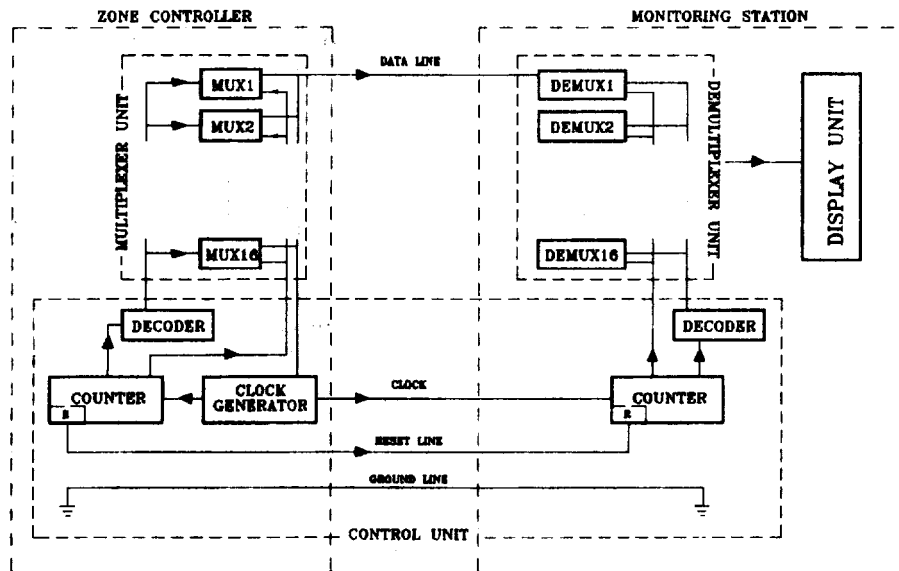 ZONE CONTROLLER
MONITORING STATION
MULTIPLEXER UNIT
MUX1
MUX2
MUX16
DATA LINE
DEMUX1
DEMUX2
DEMUX16
DEMULTIPLEXER UNIT
DISPLAY UNIT
DECODER
DECODER
COUNTER
R
CLOCK
GENERATOR
CLOCK
COUNTER
R
RESET LINE
GROUND LINE
CONTROL UNIT